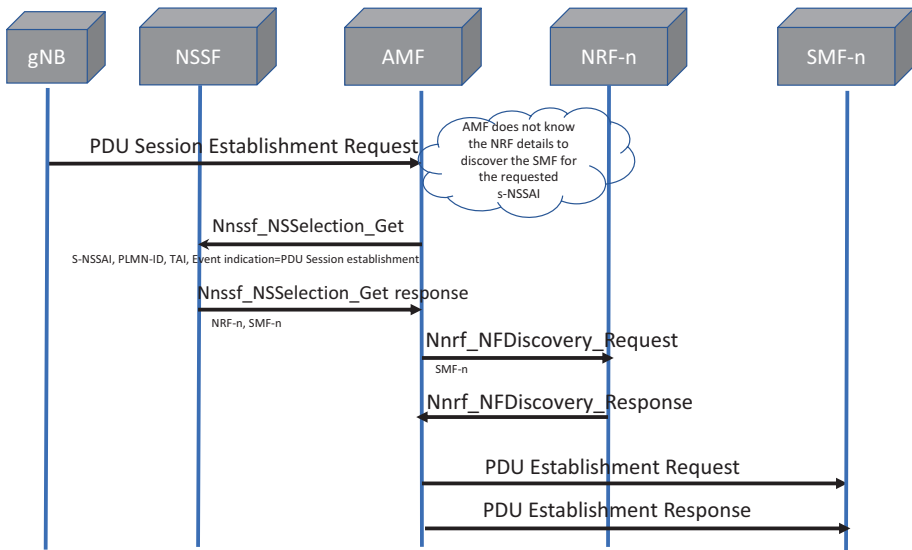 gNB
NSSF
AMF
NRF-n
SMF-n
AMF does not know
the NRF details to
discover the SMF for
the requested
s-NSSAI
PDU Session Establishment Request
Nnssf_NSSelection_Get
S-NSSAI, PLMN-ID, TAI, Event indication=PDU Session establishment
Nnssf_NSSelection_Get response
NRF-n, SMF-n
Nnrf_NFDiscovery_Request
SMF-n
Nnrf_NFDiscovery_Response
PDU Establishment Request
PDU Establishment Response